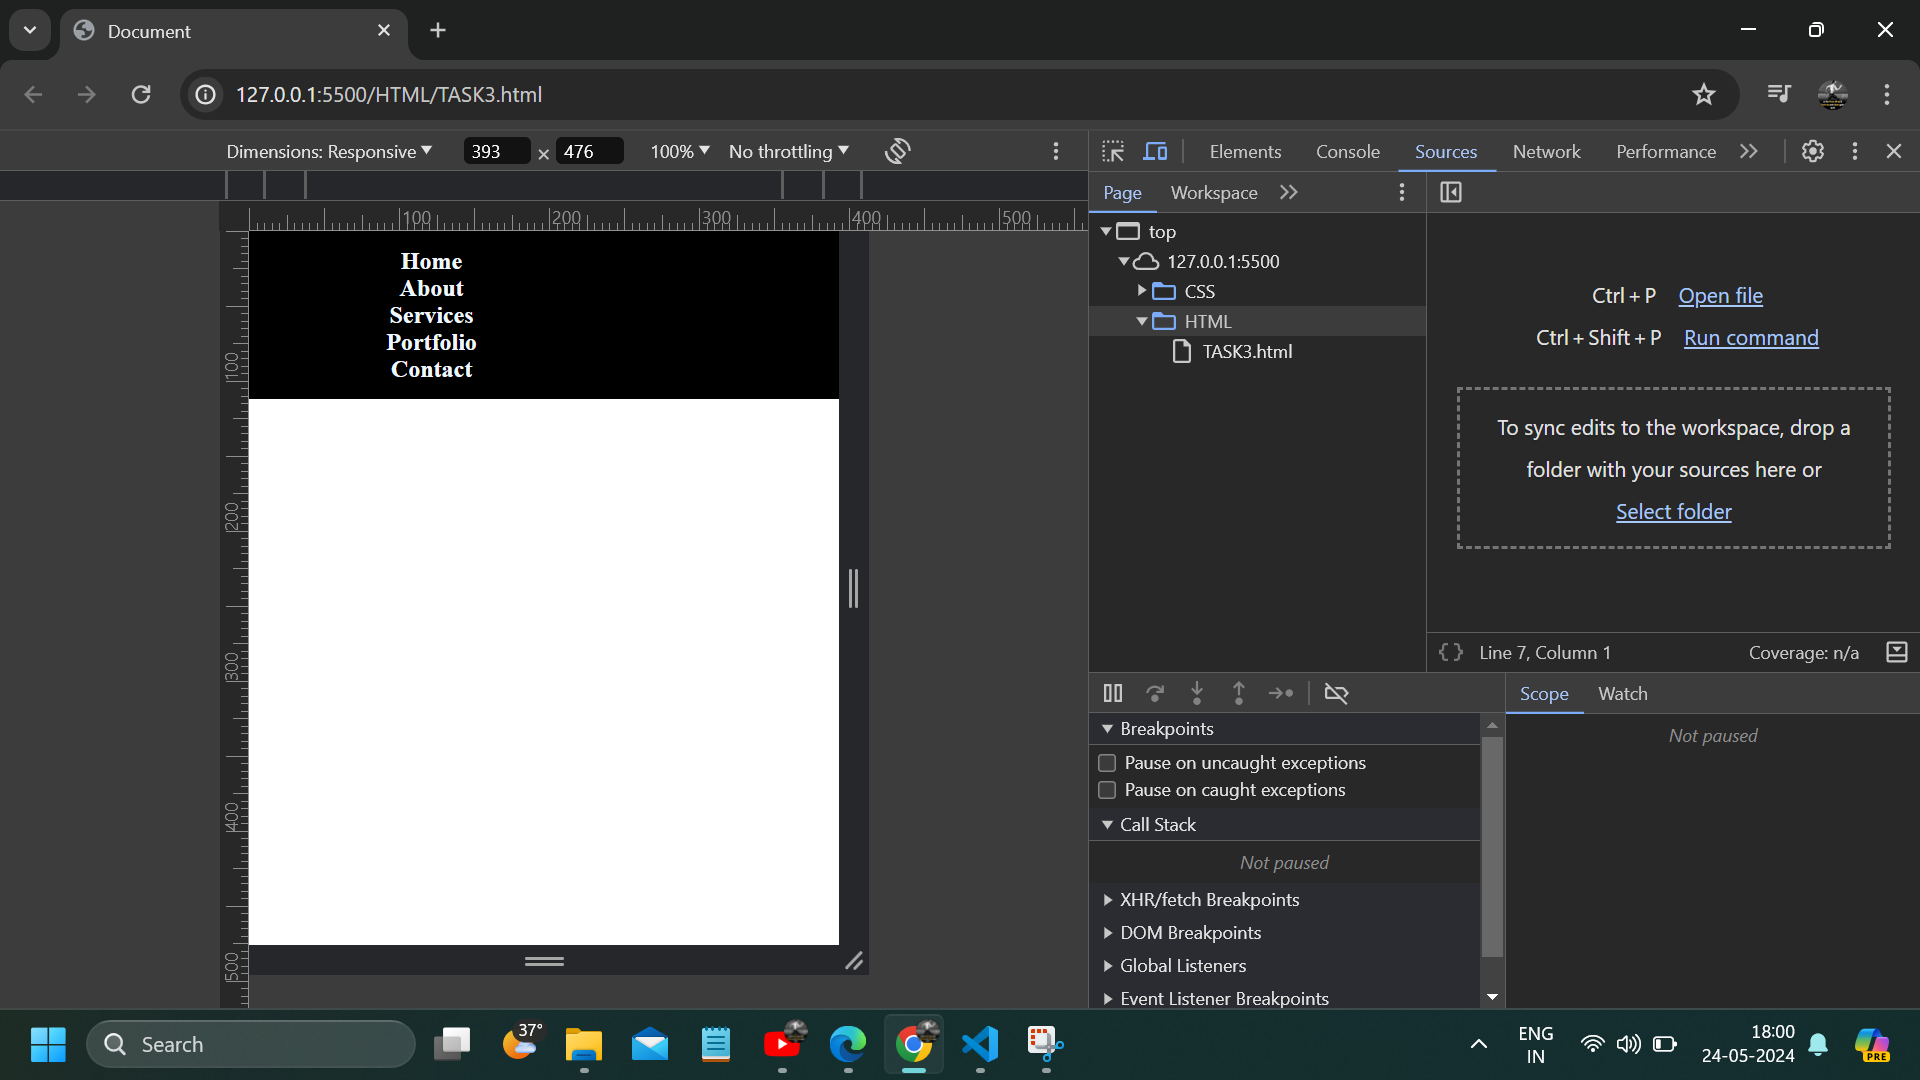 Document
127.0.0.1:5500/HTML/TASK3.html
Dimensions: Responsive 393 × 476 100% No throttling
Elements Console Sources Network Performance
Page Workspace
100 200 300 400 500
top
127.0.0.1:5500
CSS
HTML
TASK3.html
Home
About
Services
Portfolio
Contact
100
200
300
400
500
Ctrl + P Open file
Ctrl + Shift + P Run command
To sync edits to the workspace, drop a
folder with your sources here or
Select folder
{} Line 7, Column 1 Coverage: n/a
Scope Watch
Not paused
Breakpoints
Pause on uncaught exceptions
Pause on caught exceptions
Call Stack
Not paused
XHR/fetch Breakpoints
DOM Breakpoints
Global Listeners
Event Listener Breakpoints
Search
37°
ENG
IN
18:00
24-05-2024
PRE